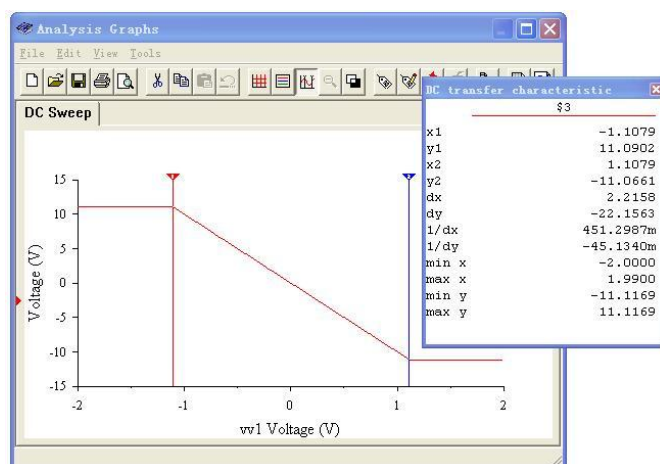 Analysis Graphs
File Edit View Tools
DC Sweep
15
10
5
0
-5
-10
-15
Voltage (V)
-2
-1
0
1
2
vv1 Voltage (V)
DC transfer characteristic
$3
x1 -1.1079
y1 11.0902
x2 1.1079
y2 -11.0661
dx 2.2158
dy -22.1563
1/dx 451.2987m
1/dy -45.1340m
min x -2.0000
max x 1.9900
min y -11.1169
max y 11.1169